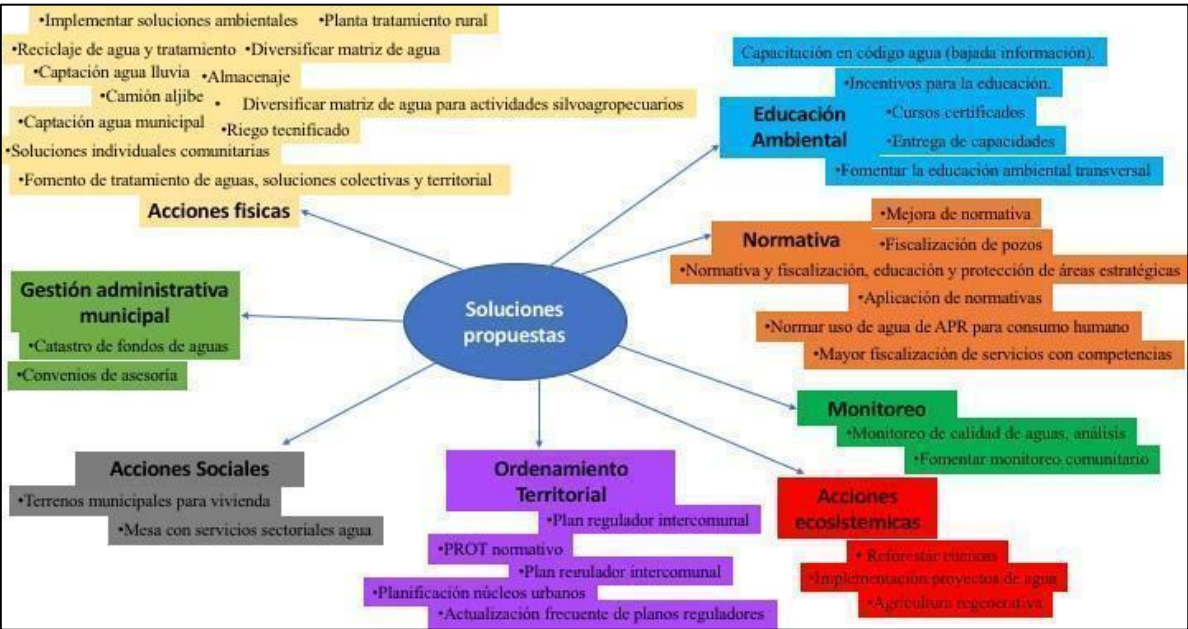 •Implementar soluciones ambientales
•Planta tratamiento rural
•Reciclaje de agua y tratamiento
•Diversificar matriz de agua
•Captación agua lluvia
•Almacenaje
•Camión aljibe
• Diversificar matriz de agua para actividades silvoagropecuarios
•Captación agua municipal
•Riego tecnificado
•Soluciones individuales comunitarias
•Fomento de tratamiento de aguas, soluciones colectivas y territorial
Acciones fisicas
Capacitación en código agua (bajada información).
•Incentivos para la educación.
Educación
Ambiental
•Cursos certificados
•Entrega de capacidades
•Fomentar la educación ambiental transversal
•Mejora de normativa
Normativa
•Fiscalización de pozos
•Normativa y fiscalización, educación y protección de áreas estratégicas
•Aplicación de normativas
•Normar uso de agua de APR para consumo humano
•Mayor fiscalización de servicios con competencias
Gestión administrativa
municipal
•Catastro de fondos de aguas
•Convenios de asesoría
Soluciones
propuestas
Monitoreo
•Monitoreo de calidad de aguas, análisis
•Fomentar monitoreo comunitario
Acciones Sociales
•Terrenos municipales para vivienda
•Mesa con servicios sectoriales agua
Ordenamiento
Territorial
•Plan regulador intercomunal
•PROT normativo
•Plan regulador intercomunal
•Planificación núcleos urbanos
•Actualización frecuente de planos reguladores
Acciones
ecosistemicas
• Reforestar cuencas
•Implementación proyectos de agua
•Agricultura regenerativa